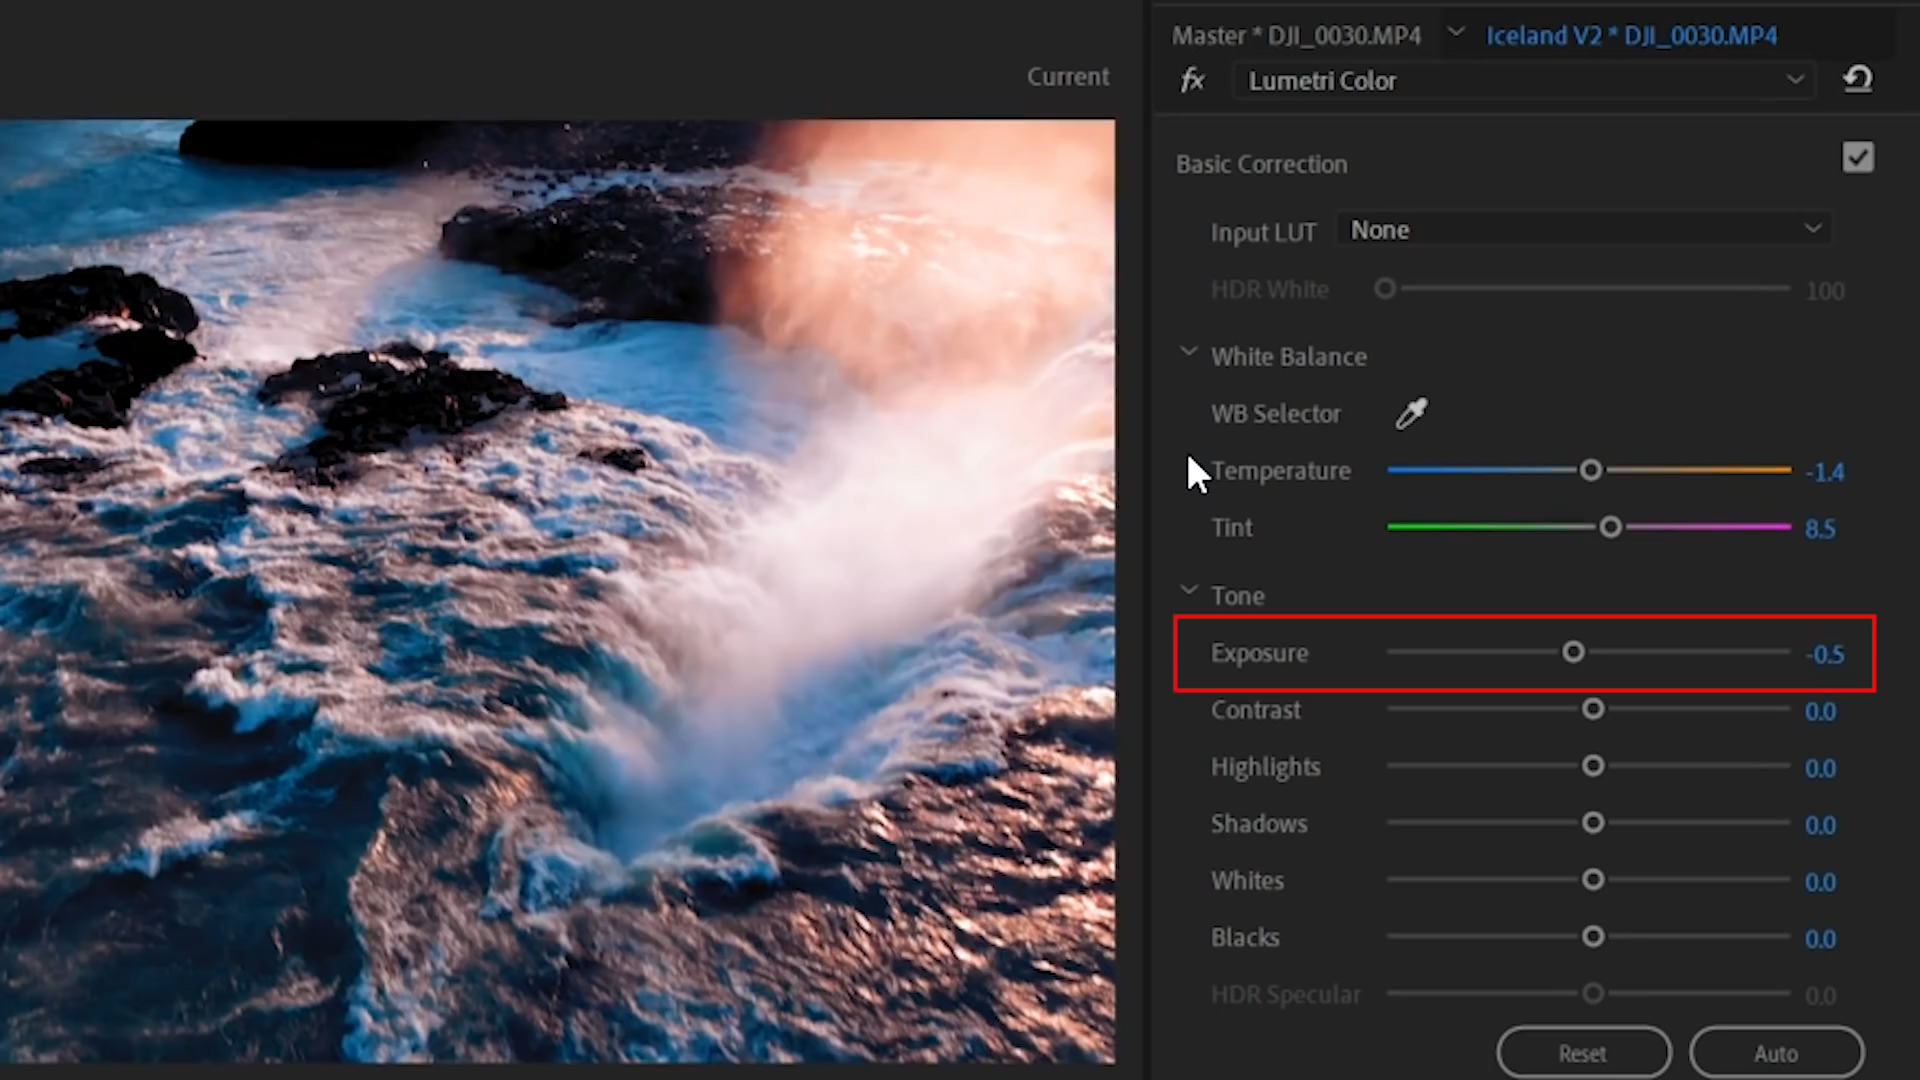 Master * DJI_0030.MP4 Iceland V2 * DJI_0030.MP4
Current
fx Lumetri Color
Basic Correction
Input LUT None
HDR White 100
White Balance
WB Selector
Temperature -1.4
Tint 8.5
Tone
Exposure -0.5
Contrast 0.0
Highlights 0.0
Shadows 0.0
Whites 0.0
Blacks 0.0
HDR Specular 0.0
Reset Auto